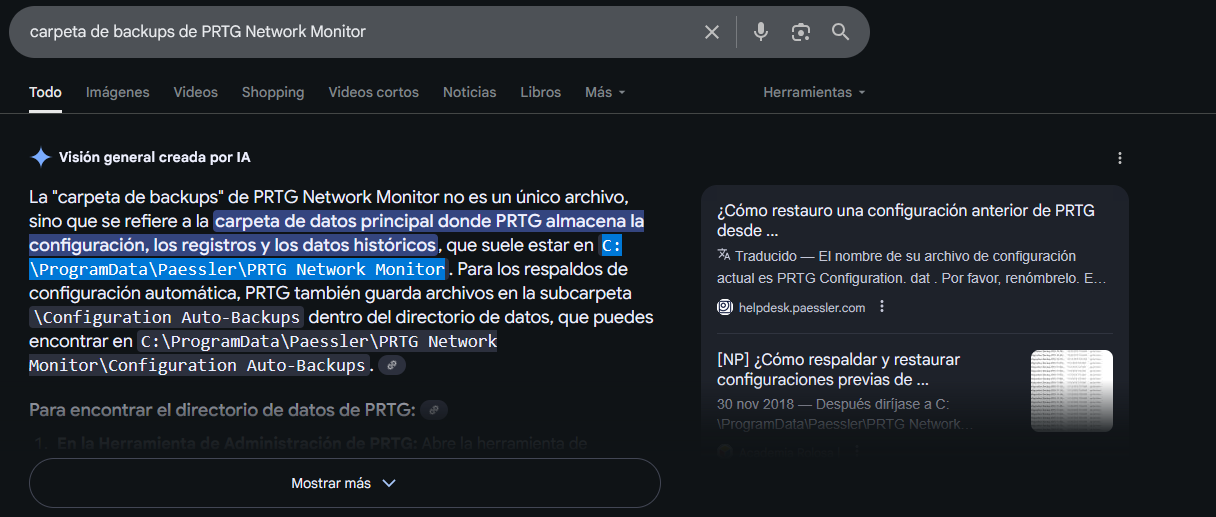 carpeta de backups de PRTG Network Monitor
Todo
Imágenes
Videos
Shopping
Videos cortos
Noticias
Libros
Más
Herramientas
Visión general creada por IA
La "carpeta de backups" de PRTG Network Monitor no es un único archivo,
sino que se refiere a la carpeta de datos principal donde PRTG almacena la
configuración, los registros y los datos históricos, que suele estar en C:
\ProgramData\Paessler\PRTG Network Monitor. Para los respaldos de
configuración automática, PRTG también guarda archivos en la subcarpeta
\Configuration Auto-Backups dentro del directorio de datos, que puedes
encontrar en C:\ProgramData\Paessler\PRTG Network
Monitor\Configuration Auto-Backups.
Para encontrar el directorio de datos de PRTG:
1. En la Herramienta de Administración de PRTG: Abre la herramienta de
Mostrar más
¿Cómo restauro una configuración anterior de PRTG
desde ...
Traducido — El nombre de su archivo de configuración
actual es PRTG Configuration. dat . Por favor, renómbrelo. E...
helpdesk.paessler.com
[NP] ¿Cómo respaldar y restaurar
configuraciones previas de ...
30 nov 2018 — Después diríjase a C:
\ProgramData\Paessler\PRTG Network...